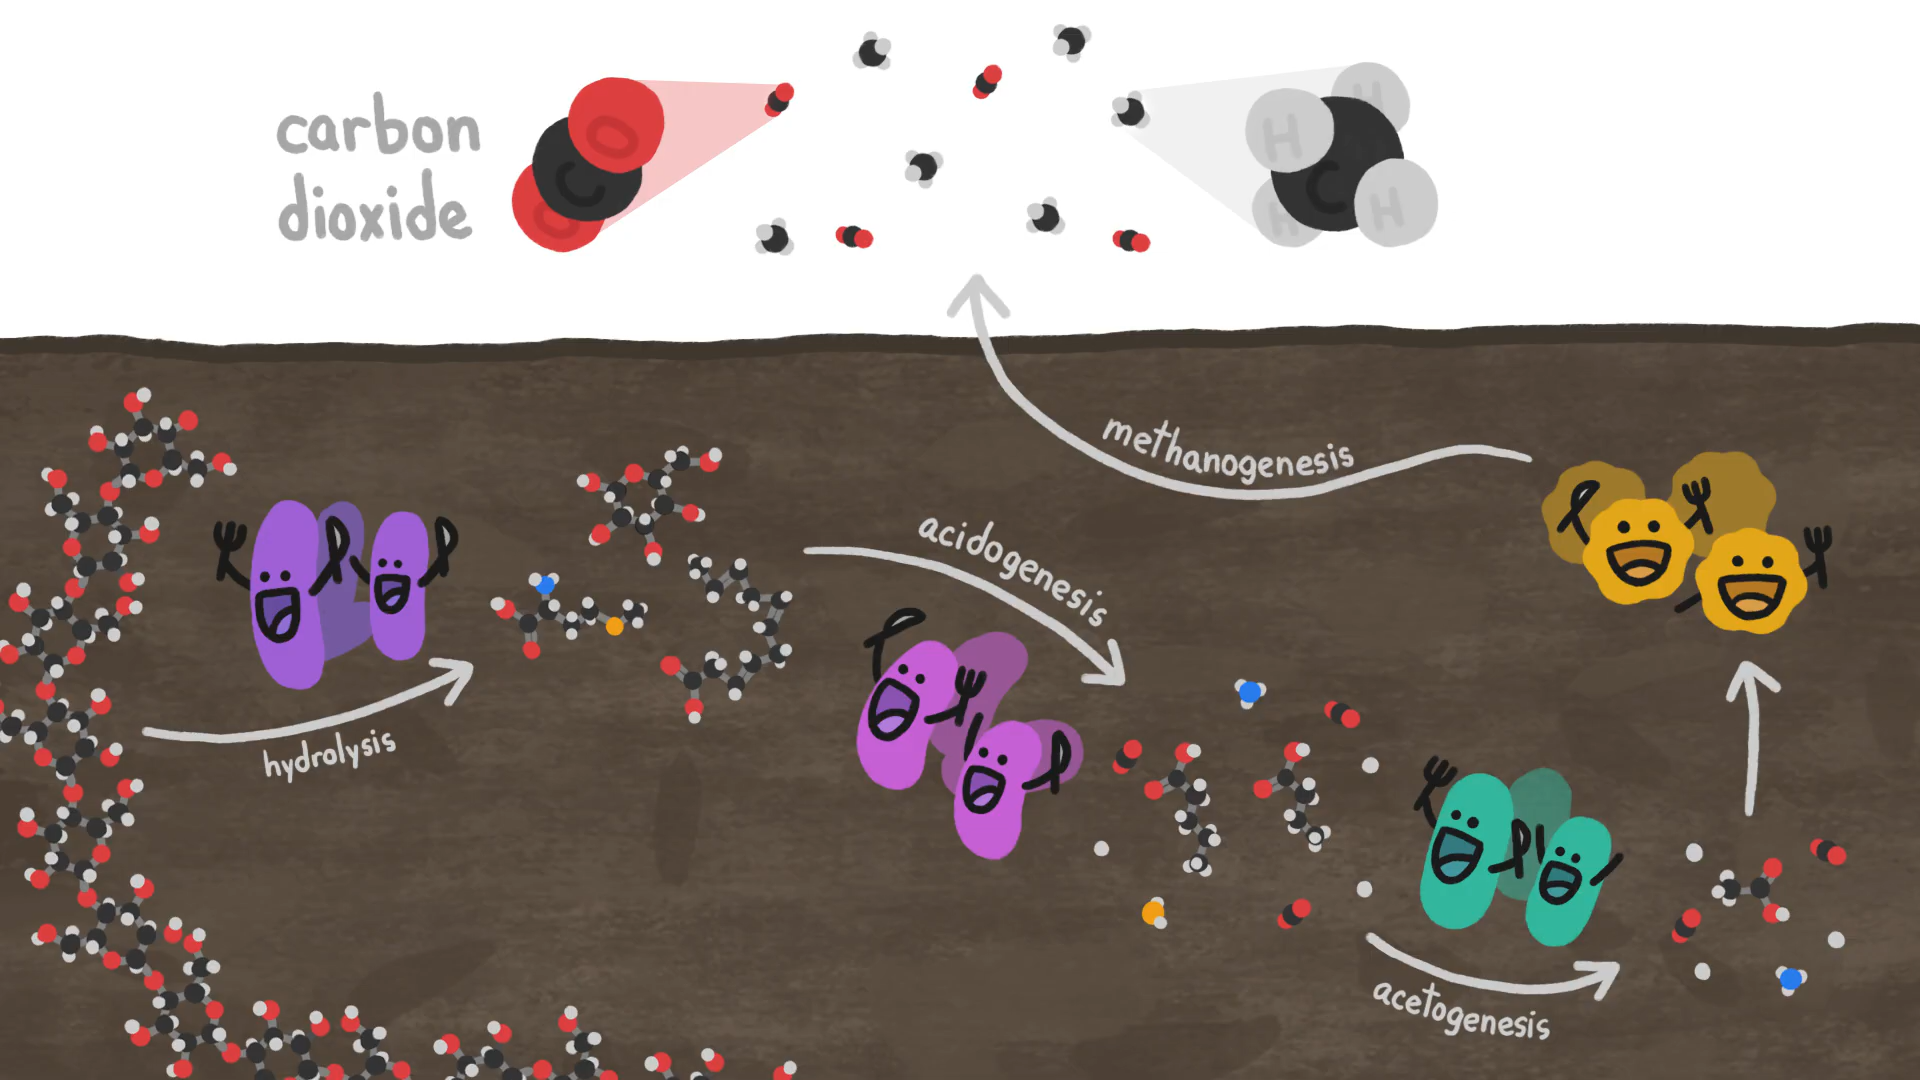 carbon
dioxide
O
C
O
H
H
C
H
H
methanogenesis
acidogenesis
hydrolysis
acetogenesis